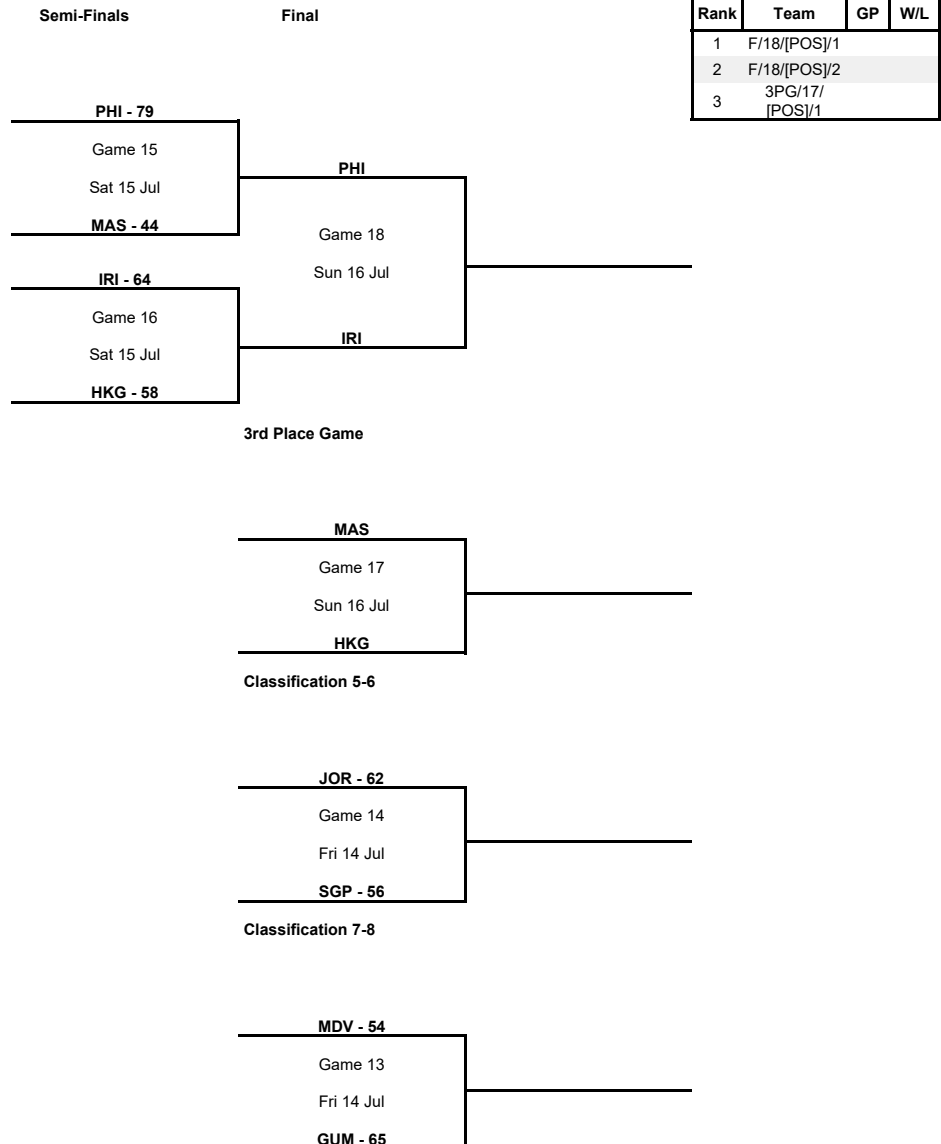 Semi-Finals Final
Rank Team GP W/L
1 F/18/[POS]/1
2 F/18/[POS]/2
3 3PG/17/
[POS]/1
PHI - 79
Game 15
Sat 15 Jul
MAS - 44
IRI - 64
Game 16
Sat 15 Jul
HKG - 58
PHI
Game 18
Sun 16 Jul
IRI
3rd Place Game
MAS
Game 17
Sun 16 Jul
HKG
Classification 5-6
JOR - 62
Game 14
Fri 14 Jul
SGP - 56
Classification 7-8
MDV - 54
Game 13
Fri 14 Jul
GUM - 65